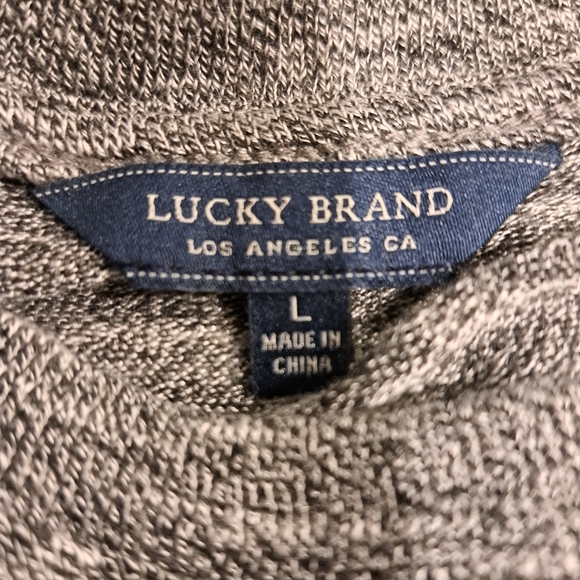 LUCKY BRAND
LOS ANGELES CA
L
MADE IN
CHINA